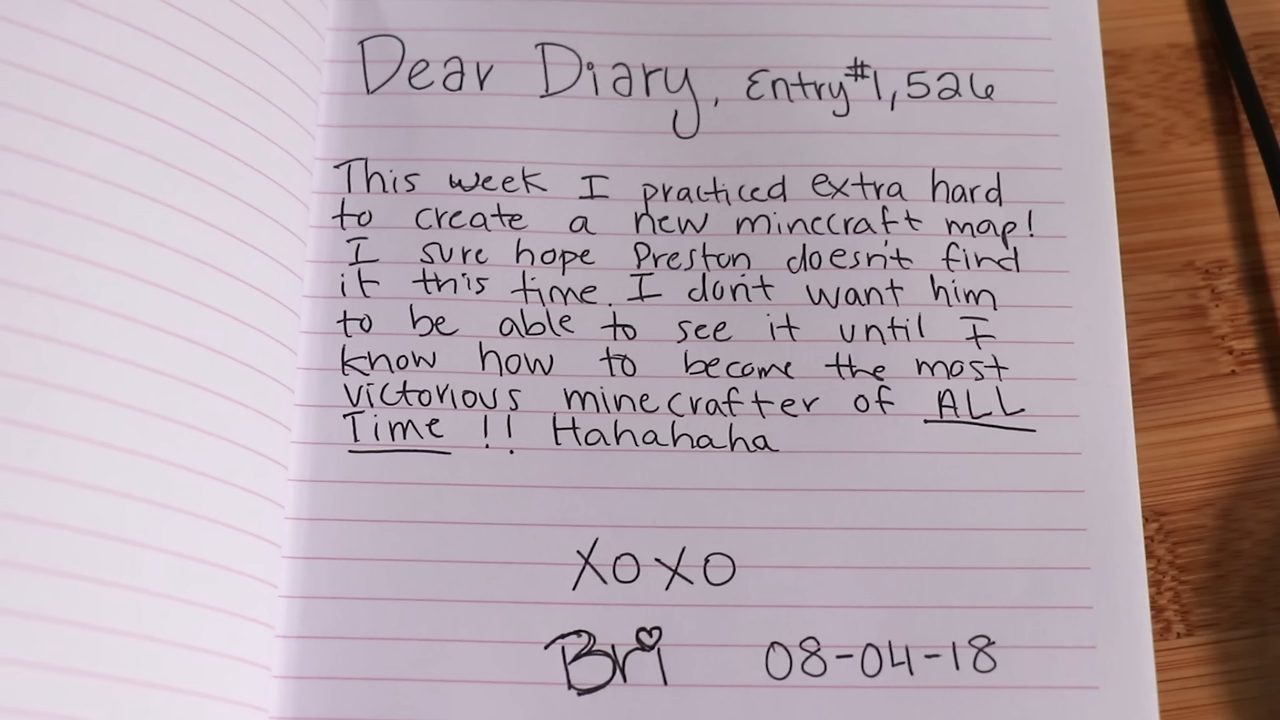 Dear Diary, Entry #1,526
This week I practiced extra hard
to create a new minecraft map!
I sure hope Preston doesn't find
it this time. I don't want him
to be able to see it until I
know how to become the most
victorious minecrafter of ALL
Time !! Hahahaha
XOXO
Bri 08-04-18